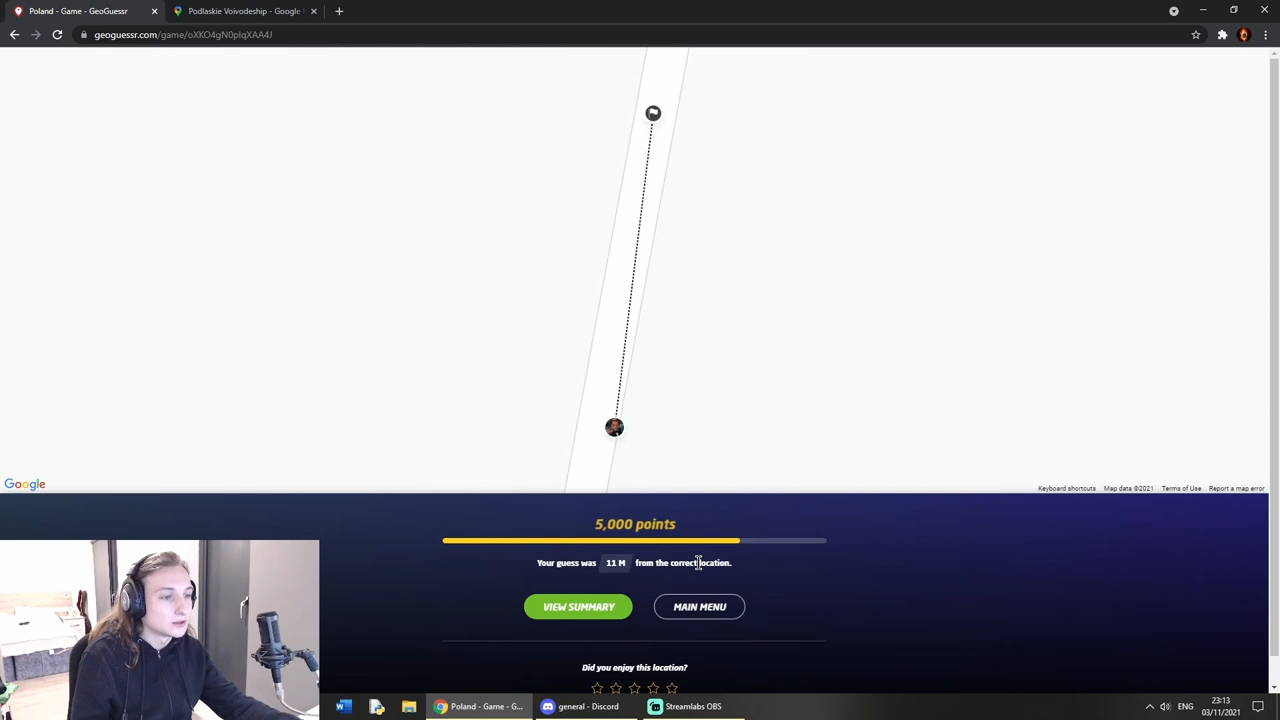 Poland - Game - GeoGuessr
Podlaskie Voivodeship - Google
geoguessr.com/game/oXKO4gN0plqXAA4J
Google
Keyboard shortcuts
Map data ©2021
Terms of Use
Report a map error
5,000 points
Your guess was 11 M from the correct location.
VIEW SUMMARY
MAIN MENU
Did you enjoy this location?
Poland - Game - G...
general - Discord
Streamlabs OBS
ENG
23:13
03/11/2021